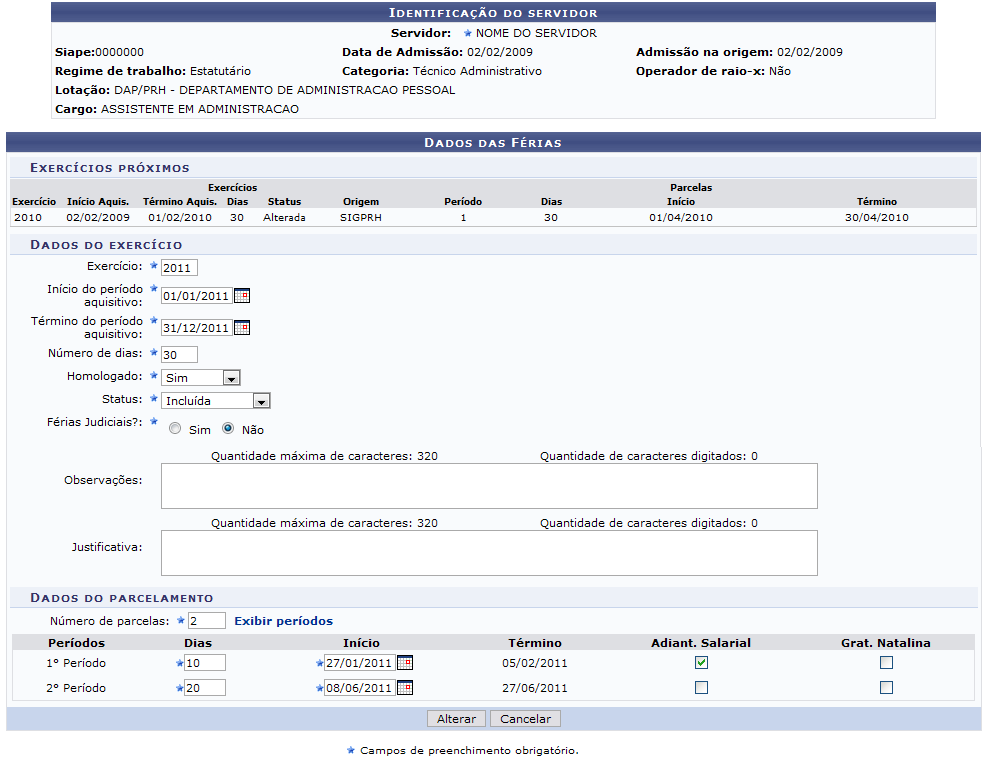 IDENTIFICAÇÃO DO SERVIDOR
Servidor: NOME DO SERVIDOR
Siape:0000000 Data de Admissão: 02/02/2009 Admissão na origem: 02/02/2009
Regime de trabalho: Estatutário Categoria: Técnico Administrativo Operador de raio-x: Não
Lotação: DAP/PRH - DEPARTAMENTO DE ADMINISTRACAO PESSOAL
Cargo: ASSISTENTE EM ADMINISTRACAO
DADOS DAS FÉRIAS
EXERCÍCIOS PRÓXIMOS
Exercícios Parcelas
Exercício Início Aquis. Término Aquis. Dias Status Origem Período Dias Início Término
2010 02/02/2009 01/02/2010 30 Alterada SIGPRH 1 30 01/04/2010 30/04/2010
DADOS DO EXERCÍCIO
Exercício: 2011
Início do período
aquisitivo: 01/01/2011
Término do período
aquisitivo: 31/12/2011
Número de dias: 30
Homologado: Sim
Status: Incluída
Férias Judiciais?: Sim Não
Quantidade máxima de caracteres: 320 Quantidade de caracteres digitados: 0
Observações:
Quantidade máxima de caracteres: 320 Quantidade de caracteres digitados: 0
Justificativa:
DADOS DO PARCELAMENTO
Número de parcelas: 2 Exibir períodos
Períodos Dias Início Término Adiant. Salarial Grat. Natalina
1° Período 10 27/01/2011 05/02/2011
2° Período 20 08/06/2011 27/06/2011
Alterar Cancelar
Campos de preenchimento obrigatório.